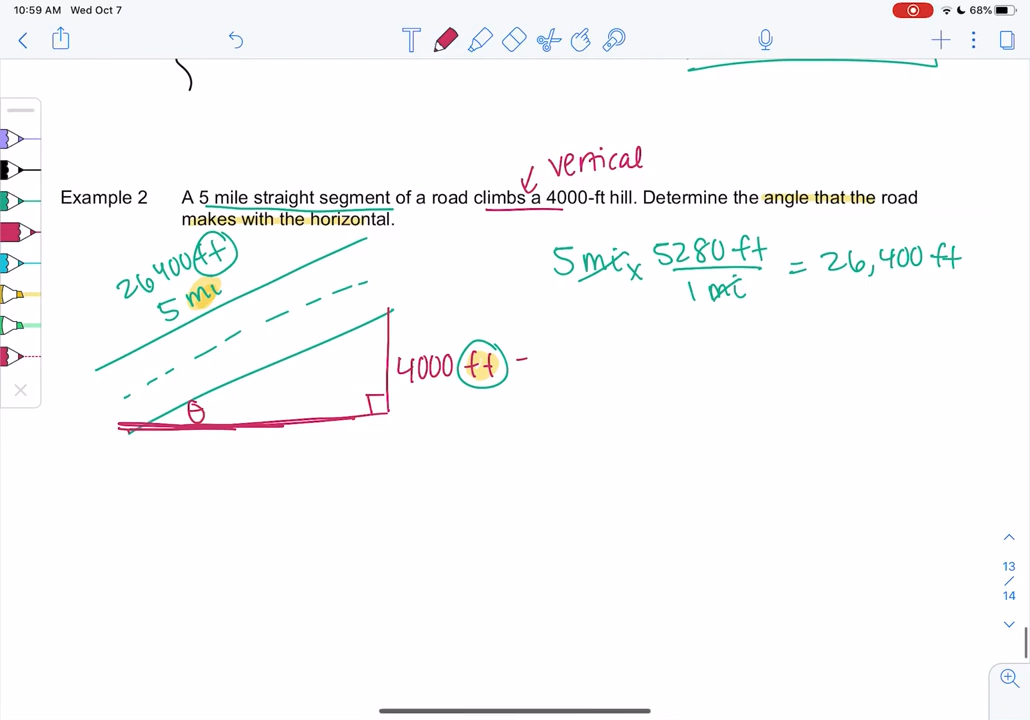 10:59 AM Wed Oct 7
68%
T
vertical
Example 2 A 5 mile straight segment of a road climbs a 4000-ft hill. Determine the angle that the road
makes with the horizontal.
26400 ft
5 mi
5 mi x 5280 ft / 1 mi = 26,400 ft
4000 ft -
θ
13
/
14